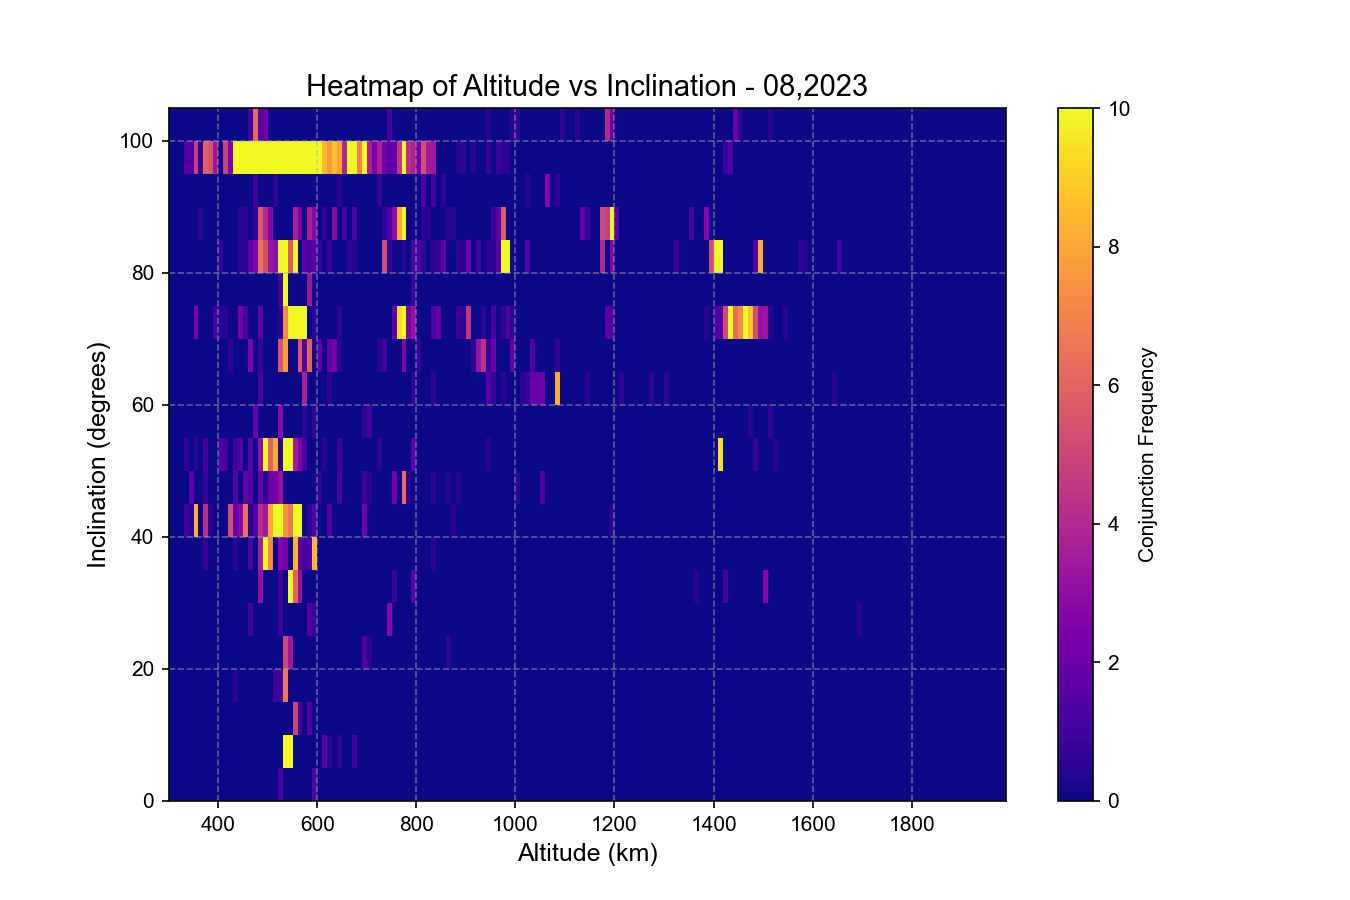 Heatmap of Altitude vs Inclination - 08,2023
100
80
60
40
20
0
Inclination (degrees)
400 600 800 1000 1200 1400 1600 1800
Altitude (km)
10
8
6
4
2
0
Conjunction Frequency